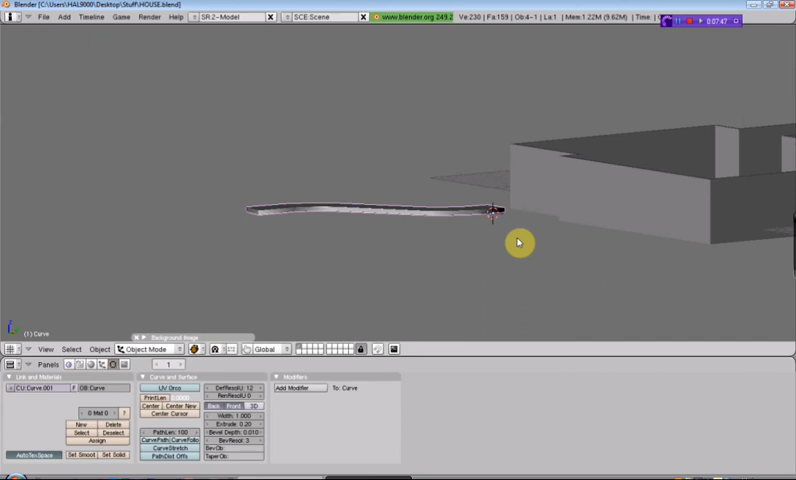 Blender [C:\Users\HAL9000\Desktop\Stuff\HOUSE.blend]
File Add Timeline Game Render Help SR:2-Model SCE:Scene www.blender.org 249.2 Ve:230 | Fa:159 | Ob:4-1 | La:1 | Mem:1.22M (9.62M) | Time: |
0:07:47
(1) Curve
Background Image
View Select Object Object Mode Global
Panels 1
Link and Materials
CU:Curve.001 F OB:Curve
0 Mat 0 ?
New Delete
Select Deselect
Assign
AutoTexSpace Set Smoot Set Solid
Curve and Surface
UV Orco
PrintLen 0.0000
Center Center New
Center Cursor
PathLen: 100
CurvePath CurveFollo
CurveStretch
PathDist Offs
DefResolU: 12
RenResolU 0
Back Front 3D
Width: 1.000
Extrude: 0.20
Bevel Depth: 0.010
BevResol: 3
BevOb:
TaperOb:
Modifiers
Add Modifier To: Curve